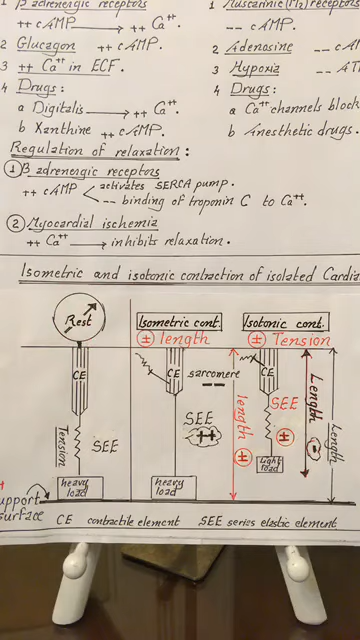 1 β adrenergic receptors
++ cAMP → ++ Ca++.
2 Glucagon ++ cAMP.
3 ++ Ca++ in ECF.
4 Drugs:
a Digitalis → ++ Ca++.
b Xanthine ++ cAMP.
1 Muscarinic (M2) receptors
-- cAMP.
2 Adenosine -- cA
3 Hypoxia -- AT
4 Drugs:
a Ca++ channels block
b Anesthetic drugs.
Regulation of relaxation:
① β adrenergic receptors
++ cAMP < activates SERCA pump.
-- binding of troponin C to Ca++.
② Myocardial ischemia
++ Ca++ → inhibits relaxation.
Isometric and isotonic contraction of isolated Cardia
Rest
Isometric cont.
± length
Isotonic cont.
± Tension
CE
CE
sarcomere
--
CE
Tension
SEE
SEE
++
length
±
SEE
±
Length
-
Length
heavy load
heavy load
Light load
support surface
CE contractile element SEE series elastic element